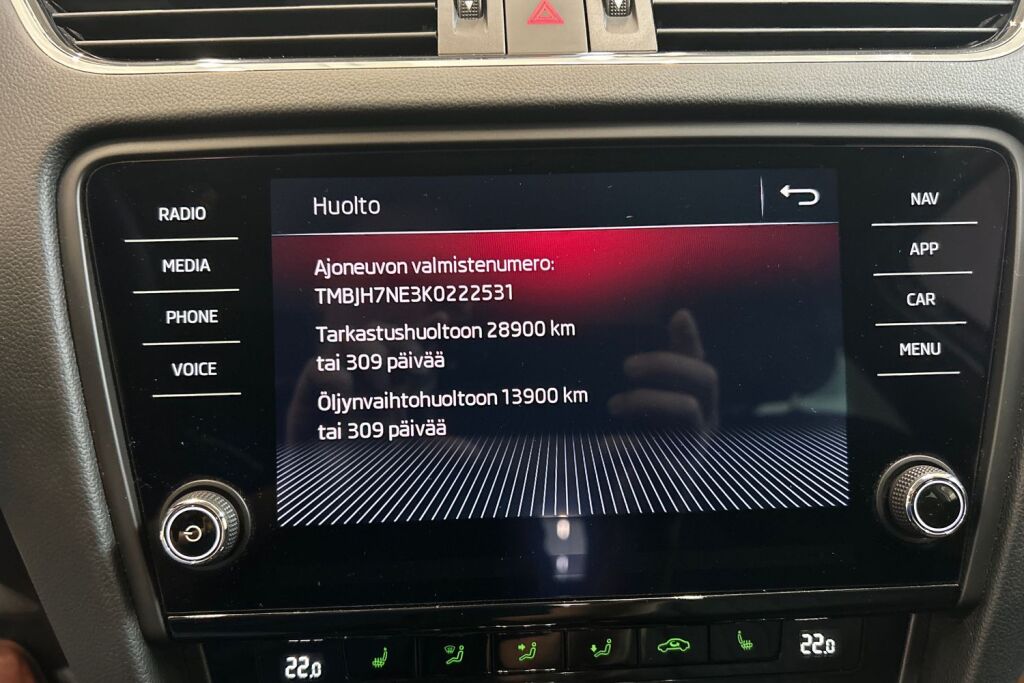 Huolto
RADIO
MEDIA
PHONE
VOICE
Ajoneuvon valmistenumero:
TMBJH7NE3K0222531
Tarkastushuoltoon 28900 km
tai 309 päivää
Öljynvaihtohuoltoon 13900 km
tai 309 päivää
NAV
APP
CAR
MENU
22.0
22.0